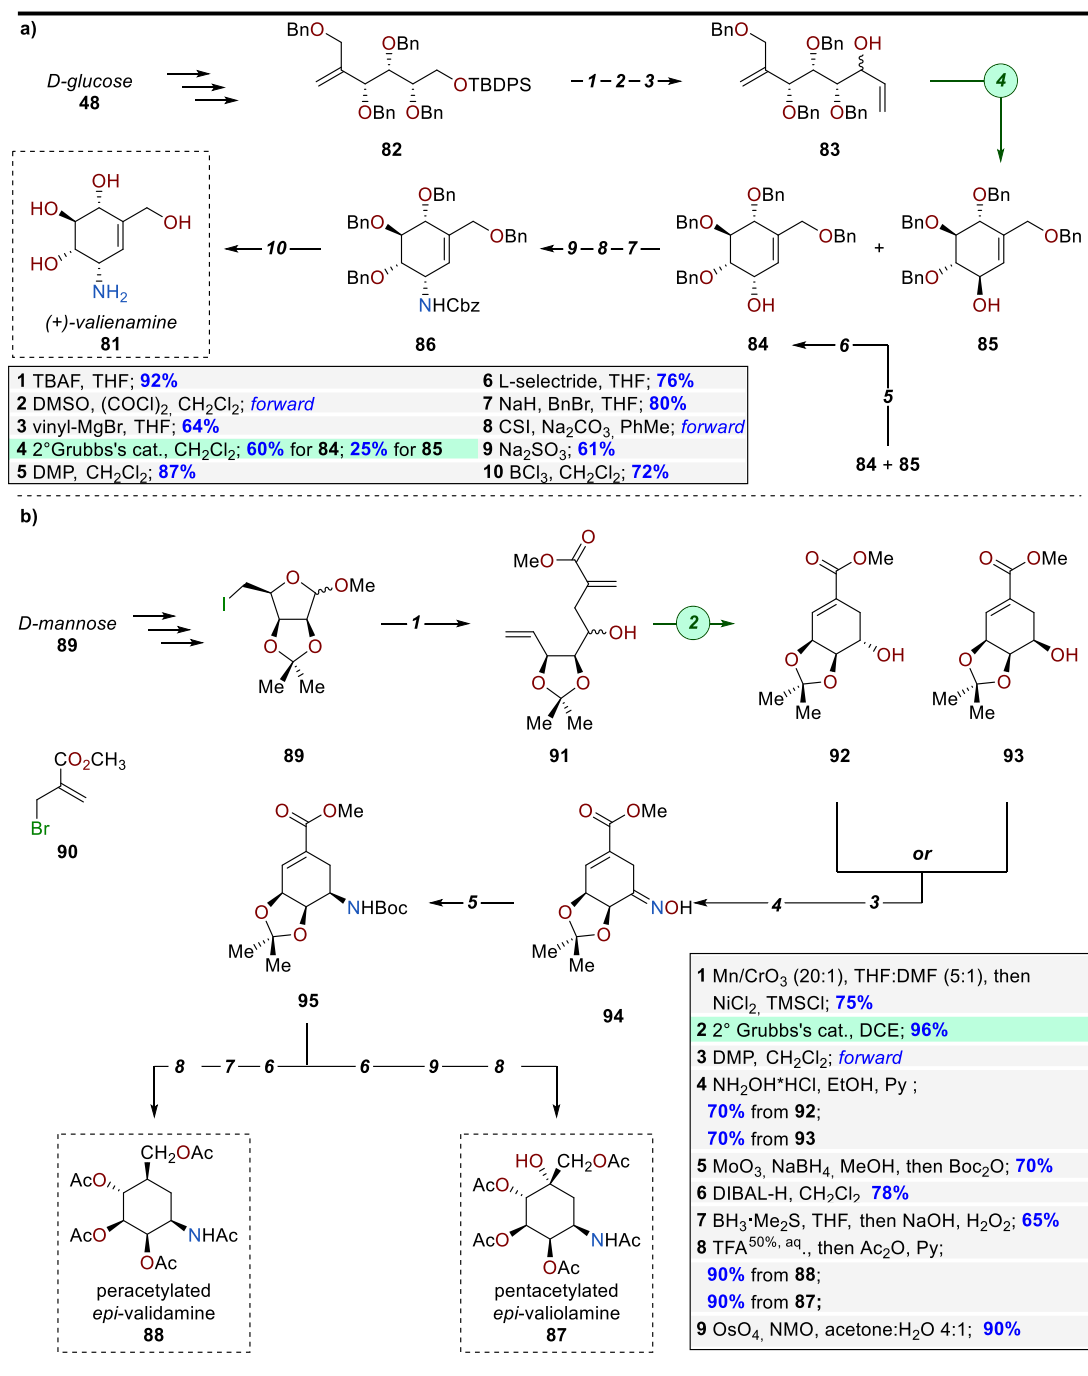 a)
D-glucose
48
BnO
OBn
OBn
OBn
OTBDPS
82
1 – 2 – 3
BnO
OBn
OH
OBn
OBn
83
4
OH
HO
OH
HO
NH2
(+)-valienamine
81
10
OBn
BnO
OBn
BnO
NHCbz
86
9 – 8 – 7
OBn
BnO
OBn
BnO
OH
84
+
OBn
BnO
OBn
BnO
OH
85
6
5
84 + 85
1 TBAF, THF; 92%
2 DMSO, (COCl)2, CH2Cl2; forward
3 vinyl-MgBr, THF; 64%
4 2°Grubbs's cat., CH2Cl2; 60% for 84; 25% for 85
5 DMP, CH2Cl2; 87%
6 L-selectride, THF; 76%
7 NaH, BnBr, THF; 80%
8 CSI, Na2CO3, PhMe; forward
9 Na2SO3; 61%
10 BCl3, CH2Cl2; 72%
b)
D-mannose
89
O
OMe
I
O
O
Me
Me
89
1
O
MeO
OH
O
O
Me
Me
91
2
O
OMe
O
OH
O
Me
Me
92
O
OMe
O
OH
O
Me
Me
93
CO2CH3
Br
90
or
3
4
O
OMe
O
NOH
O
Me
Me
94
5
O
OMe
O
NHBoc
O
Me
Me
95
8 7 6
6 9 8
CH2OAc
AcO
AcO
NHAc
OAc
peracetylated
epi-validamine
88
HO
CH2OAc
AcO
AcO
NHAc
OAc
pentacetylated
epi-valiolamine
87
1 Mn/CrO3 (20:1), THF:DMF (5:1), then
NiCl2, TMSCl; 75%
2 2° Grubbs's cat., DCE; 96%
3 DMP, CH2Cl2; forward
4 NH2OH*HCl, EtOH, Py ;
70% from 92;
70% from 93
5 MoO3, NaBH4, MeOH, then Boc2O; 70%
6 DIBAL-H, CH2Cl2 78%
7 BH3·Me2S, THF, then NaOH, H2O2; 65%
8 TFA50%, aq., then Ac2O, Py;
90% from 88;
90% from 87;
9 OsO4, NMO, acetone:H2O 4:1; 90%